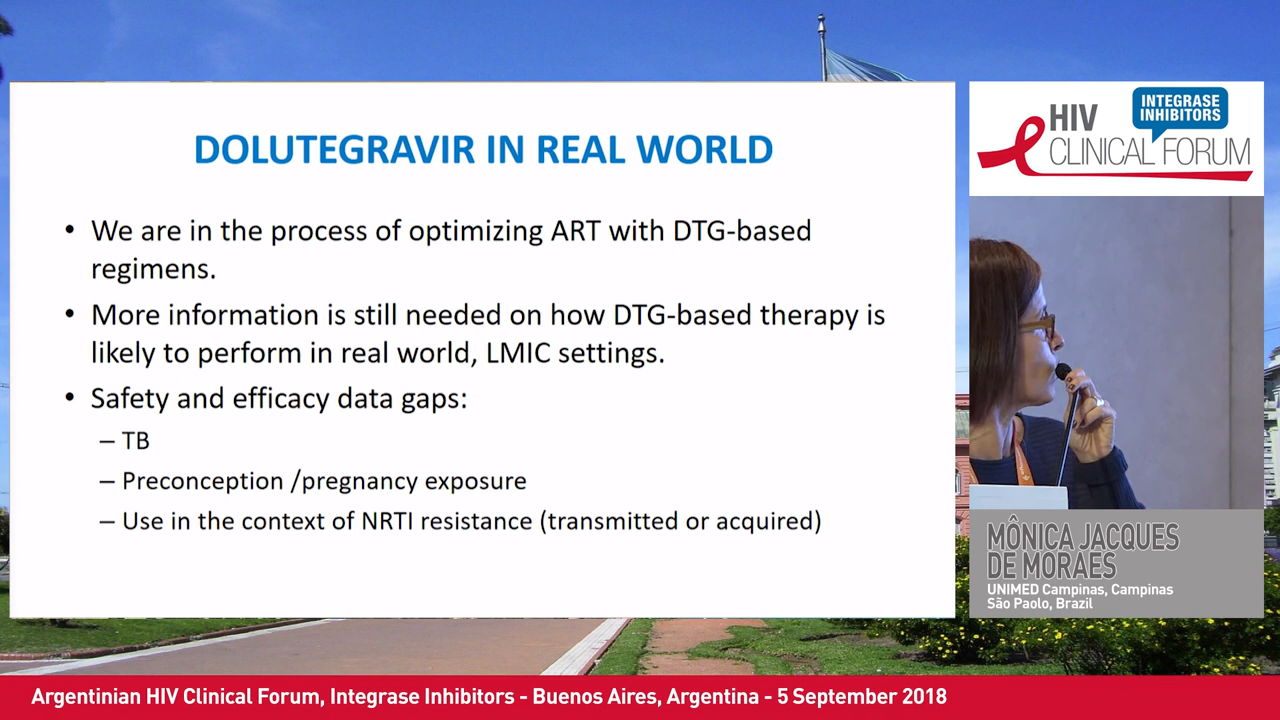 DOLUTEGRAVIR IN REAL WORLD
• We are in the process of optimizing ART with DTG-based
regimens.
• More information is still needed on how DTG-based therapy is
likely to perform in real world, LMIC settings.
• Safety and efficacy data gaps:
– TB
– Preconception /pregnancy exposure
– Use in the context of NRTI resistance (transmitted or acquired)
INTEGRASE
INHIBITORS
HIV
CLINICAL FORUM
MÔNICA JACQUES
DE MORAES
UNIMED Campinas, Campinas
São Paolo, Brazil
Argentinian HIV Clinical Forum, Integrase Inhibitors - Buenos Aires, Argentina - 5 September 2018